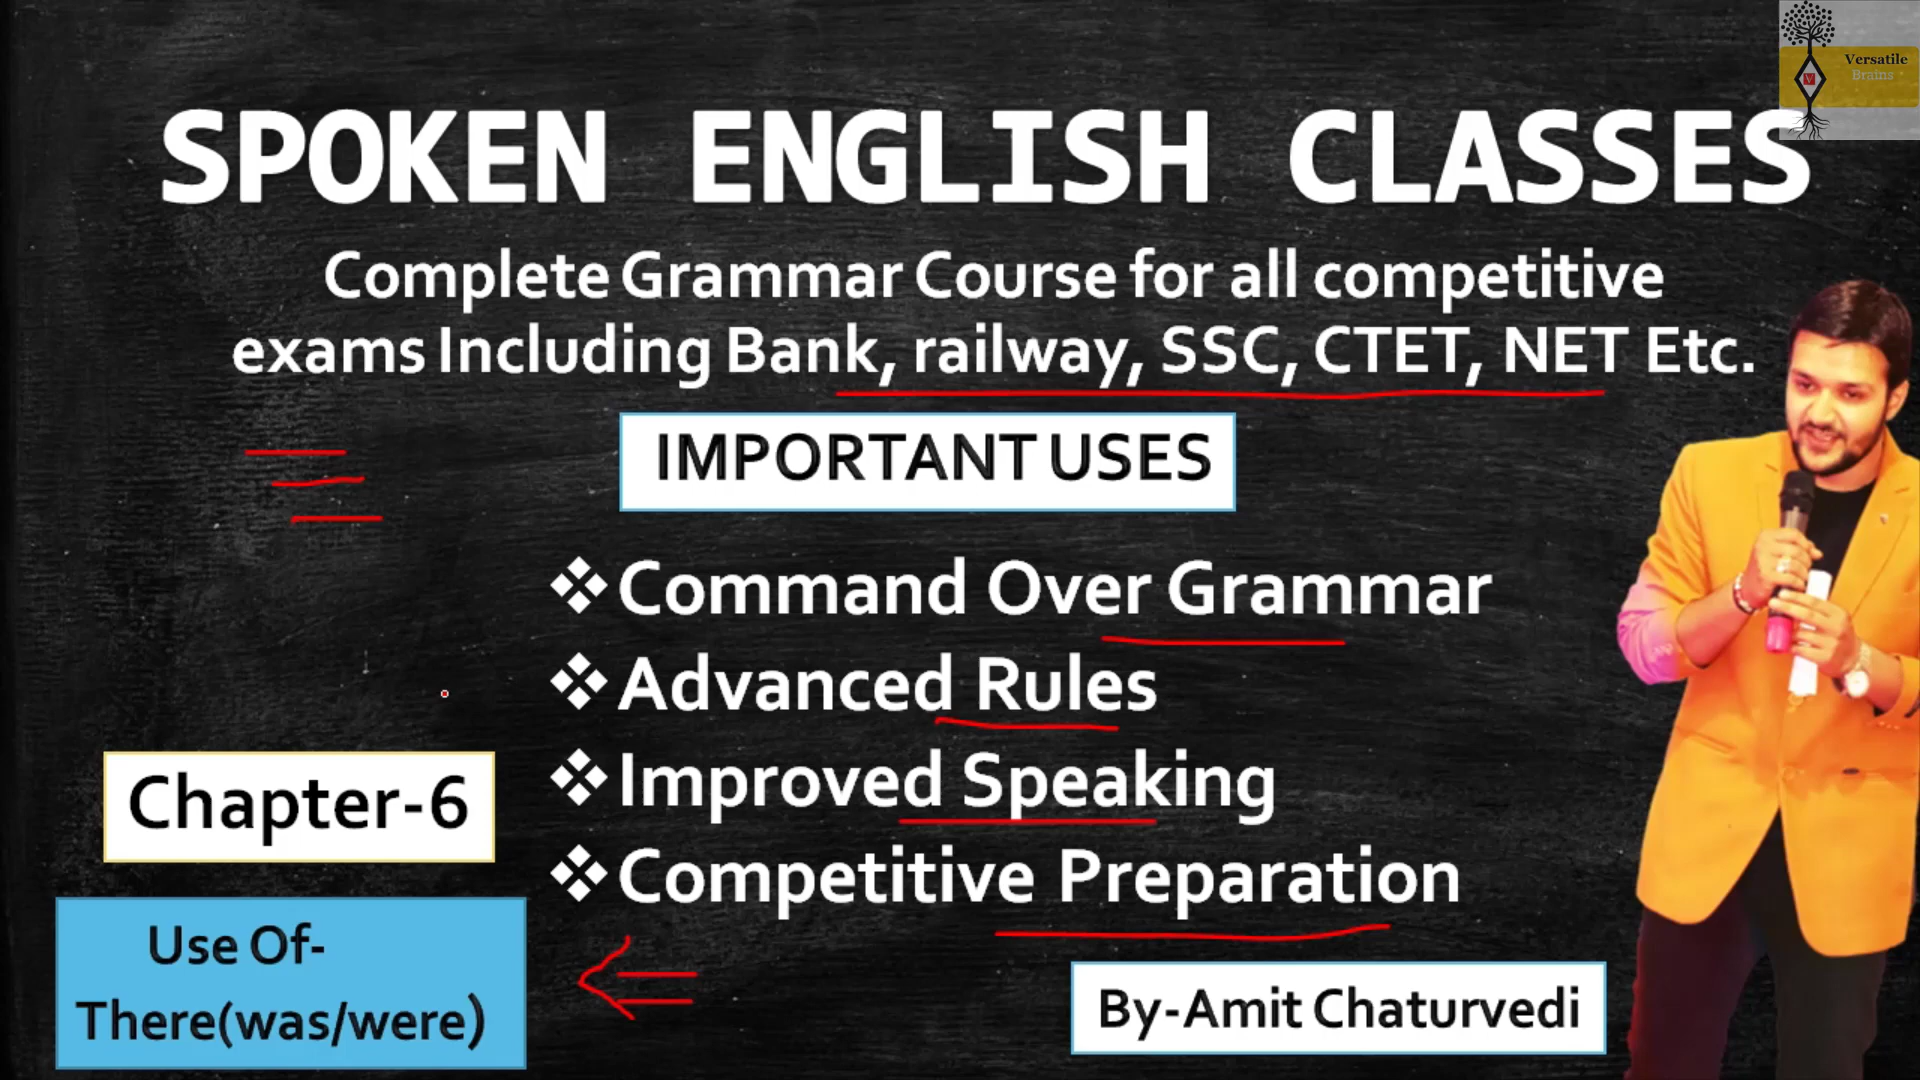 Versatile
Brains
SPOKEN ENGLISH CLASSES
Complete Grammar Course for all competitive
exams Including Bank, railway, SSC, CTET, NET Etc.
IMPORTANT USES
❖Command Over Grammar
❖Advanced Rules
❖Improved Speaking
❖Competitive Preparation
Chapter-6
Use Of-
There(was/were)
By-Amit Chaturvedi